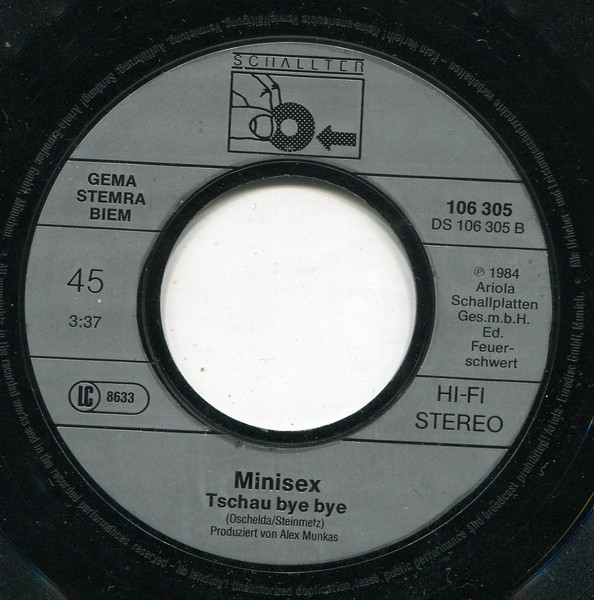 SCHALLTER
GEMA
STEMRA
BIEM
106 305
DS 106 305 B
45
3:37
℗ 1984
Ariola
Schallplatten
Ges.m.b.H.
Ed.
Feuer-
schwert
LC 8633
HI-FI
STEREO
Minisex
Tschau bye bye
(Oschelda/Steinmetz)
Produziert von Alex Munkas